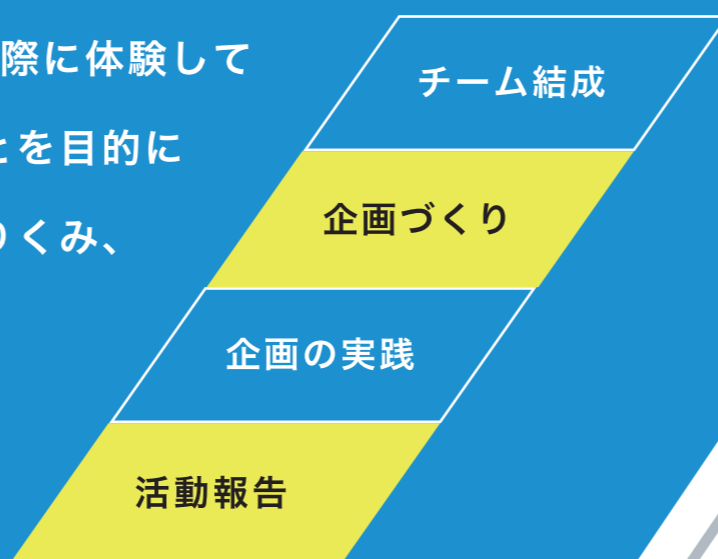 際に体験して
とを目的に
りくみ、
チーム結成
企画づくり
企画の実践
活動報告